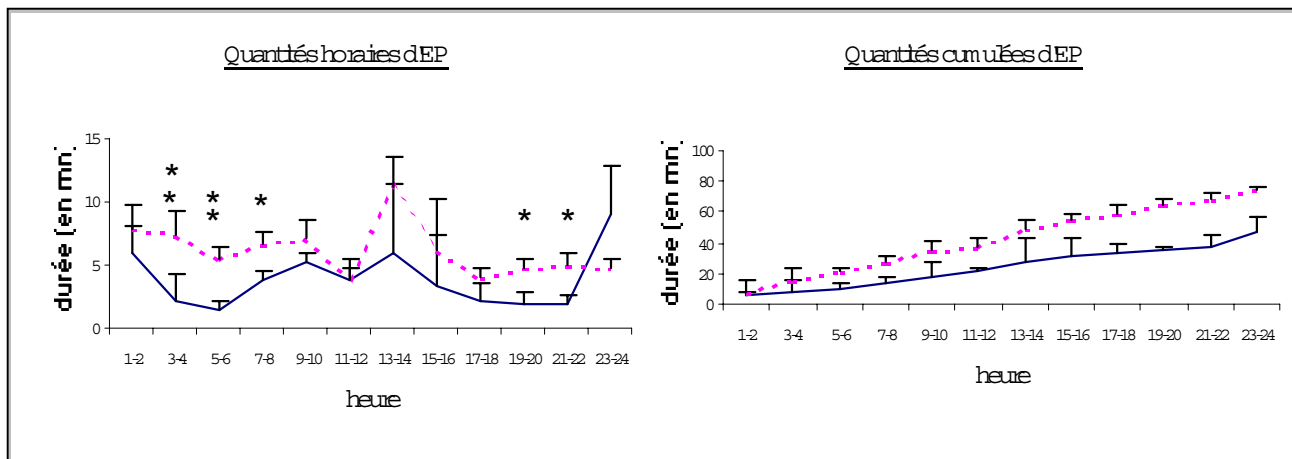 Quantités horaires d'EP
Quantités cumulées d'EP
durée (en mn)
15
10
5
0
* * * * *
* *
1-2 3-4 5-6 7-8 9-10 11-12 13-14 15-16 17-18 19-20 21-22 23-24
heure
durée (en mn)
100
80
60
40
20
0
1-2 3-4 5-6 7-8 9-10 11-12 13-14 15-16 17-18 19-20 21-22 23-24
heure